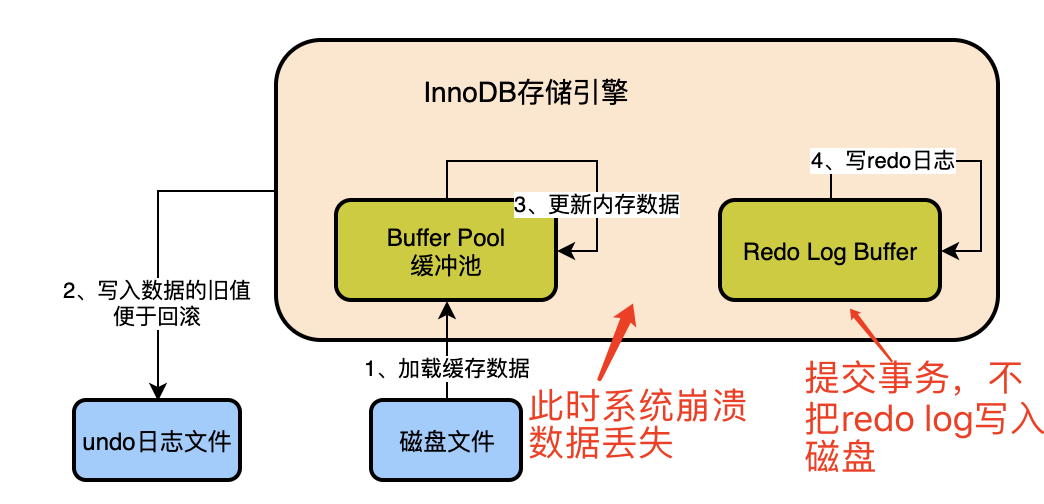 InnoDB存储引擎
4、写redo日志
3、更新内存数据
Buffer Pool
缓冲池
Redo Log Buffer
2、写入数据的旧值
便于回滚
1、加载缓存数据
此时系统崩溃
数据丢失
提交事务，不
把redo log写入
磁盘
undo日志文件
磁盘文件